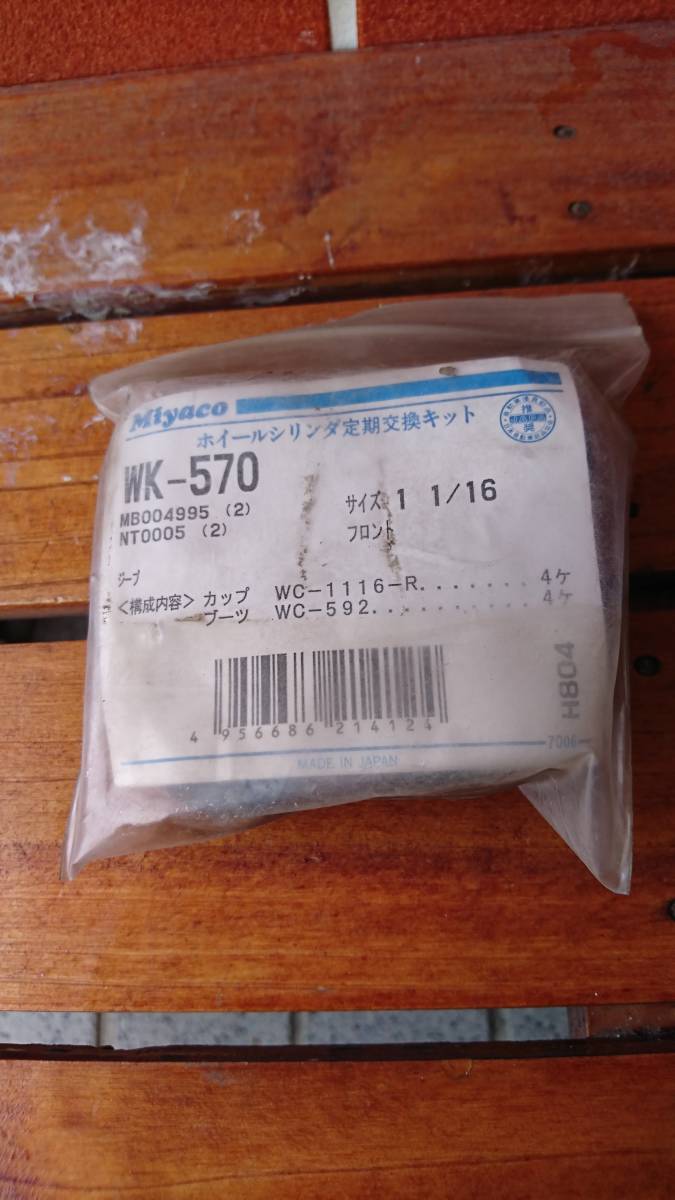 Miyaco
ホイールシリンダ定期交換キット
推奨
WK-570
MB004995 (2)
NT0005 (2)
サイズ 1 1/16
フロント
ジープ
<構成内容> カップ WC-1116-R....... 4ケ
ブーツ WC-592........... 4ケ
4 956686 214124
H804
7006
MADE IN JAPAN